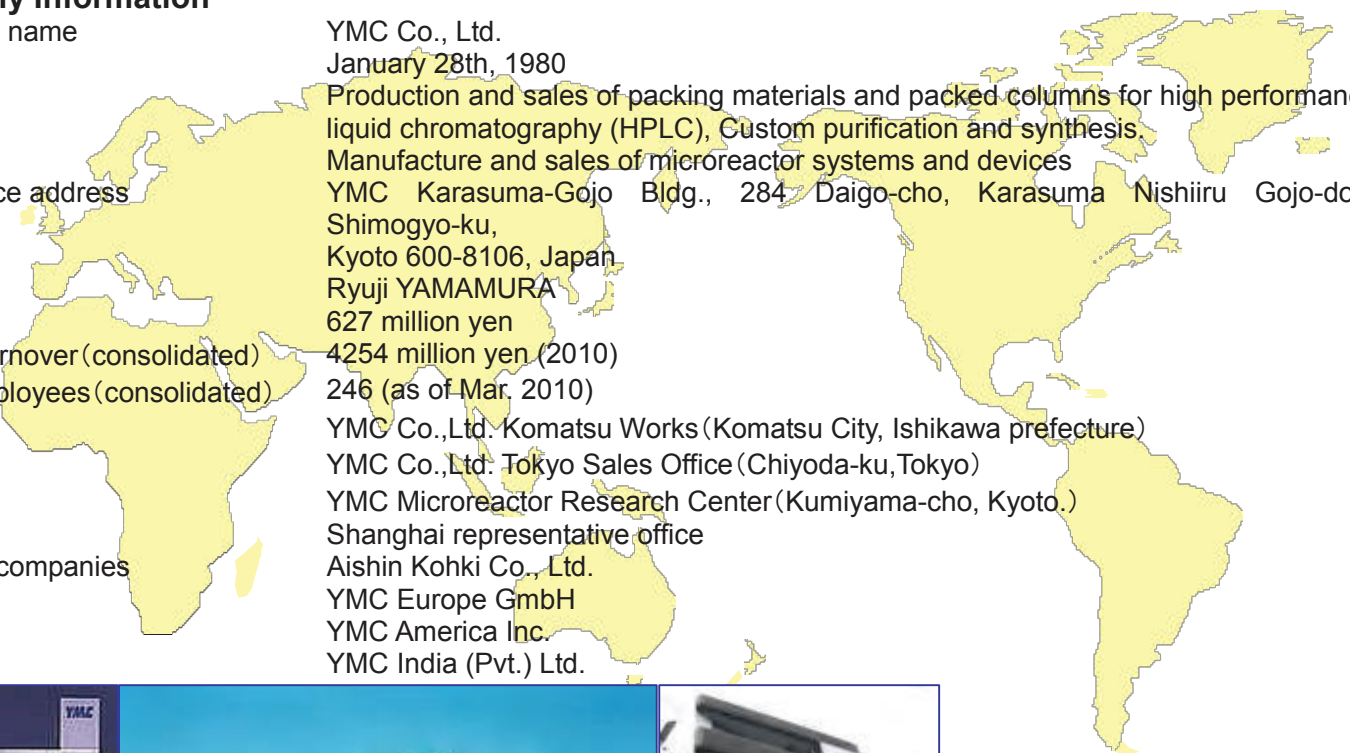 ny information
name YMC Co., Ltd.
January 28th, 1980
Production and sales of packing materials and packed columns for high performanc
liquid chromatography (HPLC), Custom purification and synthesis.
Manufacture and sales of microreactor systems and devices
ce address YMC Karasuma-Gojo Bldg., 284 Daigo-cho, Karasuma Nishiiru Gojo-do
Shimogyo-ku,
Kyoto 600-8106, Japan
Ryuji YAMAMURA
627 million yen
rnover（consolidated） 4254 million yen (2010)
ployees（consolidated） 246 (as of Mar. 2010)
YMC Co.,Ltd. Komatsu Works（Komatsu City, Ishikawa prefecture）
YMC Co.,Ltd. Tokyo Sales Office（Chiyoda-ku,Tokyo）
YMC Microreactor Research Center（Kumiyama-cho, Kyoto.）
Shanghai representative office
companies Aishin Kohki Co., Ltd.
YMC Europe GmbH
YMC America Inc.
YMC India (Pvt.) Ltd.
YMC